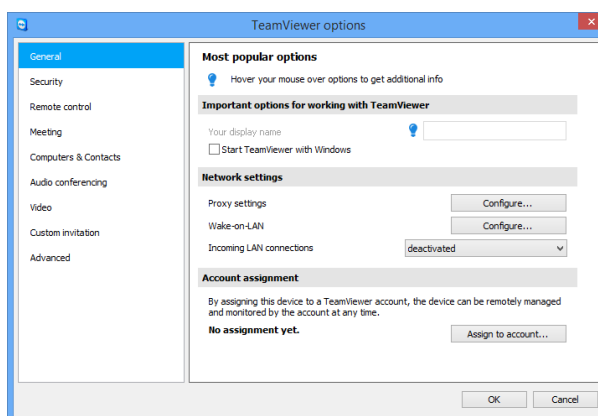 TeamViewer options
General
Security
Remote control
Meeting
Computers & Contacts
Audio conferencing
Video
Custom invitation
Advanced
Most popular options
Hover your mouse over options to get additional info
Important options for working with TeamViewer
Your display name
Start TeamViewer with Windows
Network settings
Proxy settings
Configure...
Wake-on-LAN
Configure...
Incoming LAN connections
deactivated
Account assignment
By assigning this device to a TeamViewer account, the device can be remotely managed
and monitored by the account at any time.
No assignment yet.
Assign to account...
OK
Cancel